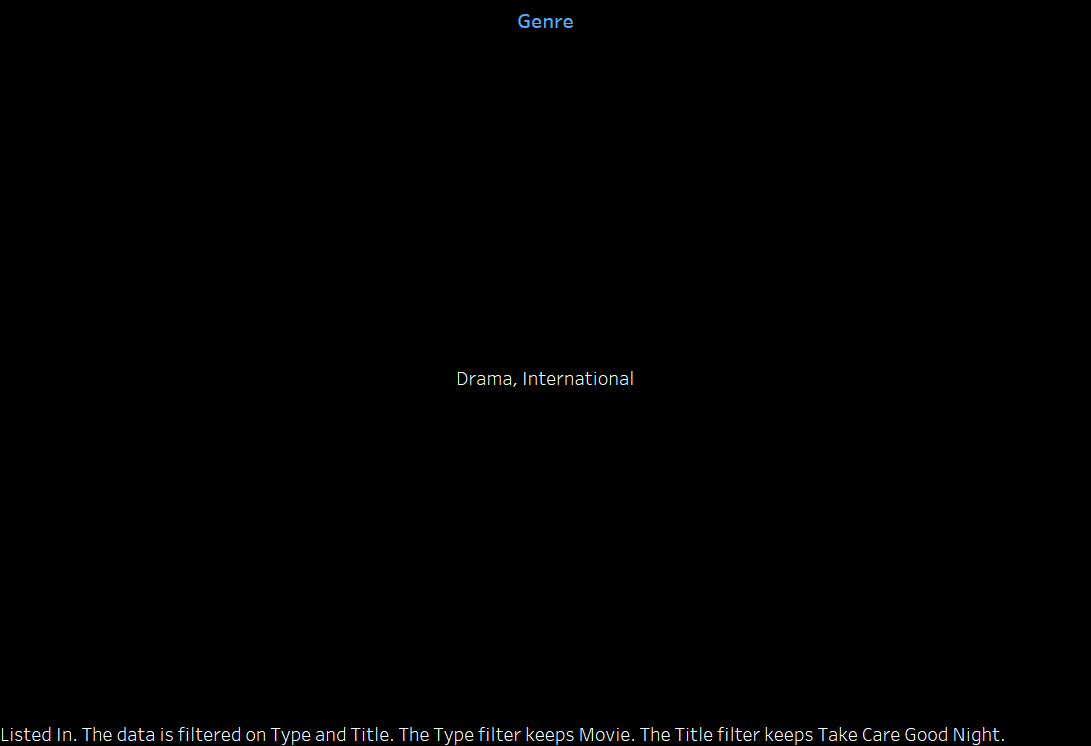 Genre
Drama, International
Listed In. The data is filtered on Type and Title. The Type filter keeps Movie. The Title filter keeps Take Care Good Night.